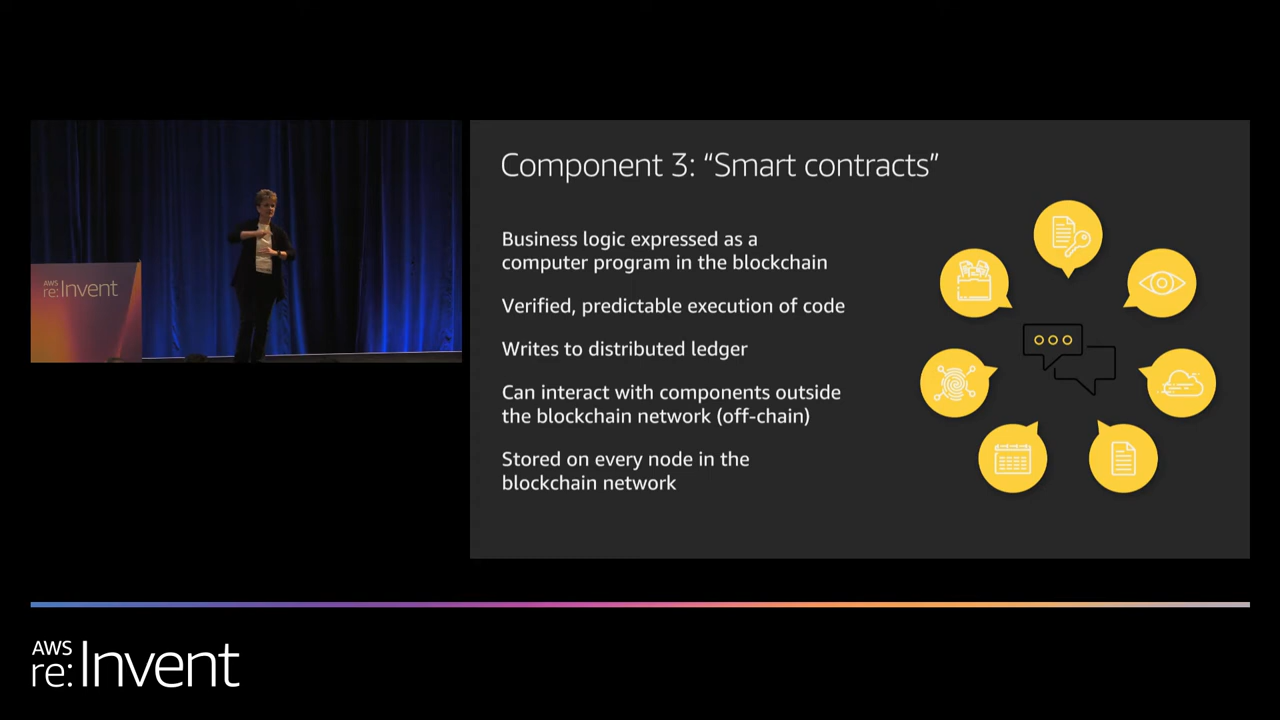 AWS
re:Invent
Component 3: “Smart contracts”
Business logic expressed as a
computer program in the blockchain
Verified, predictable execution of code
Writes to distributed ledger
Can interact with components outside
the blockchain network (off-chain)
Stored on every node in the
blockchain network
AWS
re:Invent